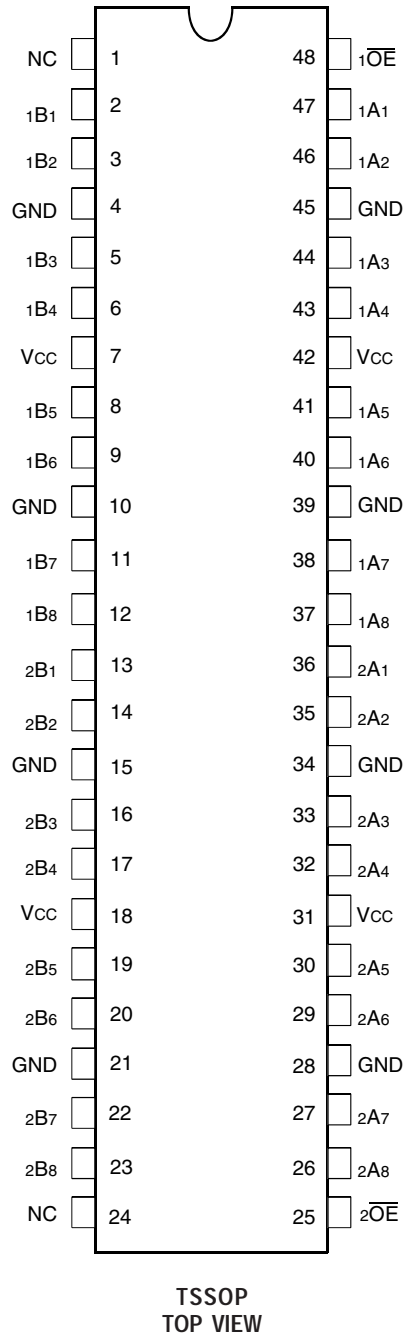 NC 1 48 1O̅E̅
1B1 2 47 1A1
1B2 3 46 1A2
GND 4 45 GND
1B3 5 44 1A3
1B4 6 43 1A4
VCC 7 42 VCC
1B5 8 41 1A5
1B6 9 40 1A6
GND 10 39 GND
1B7 11 38 1A7
1B8 12 37 1A8
2B1 13 36 2A1
2B2 14 35 2A2
GND 15 34 GND
2B3 16 33 2A3
2B4 17 32 2A4
VCC 18 31 VCC
2B5 19 30 2A5
2B6 20 29 2A6
GND 21 28 GND
2B7 22 27 2A7
2B8 23 26 2A8
NC 24 25 2O̅E̅
TSSOP
TOP VIEW